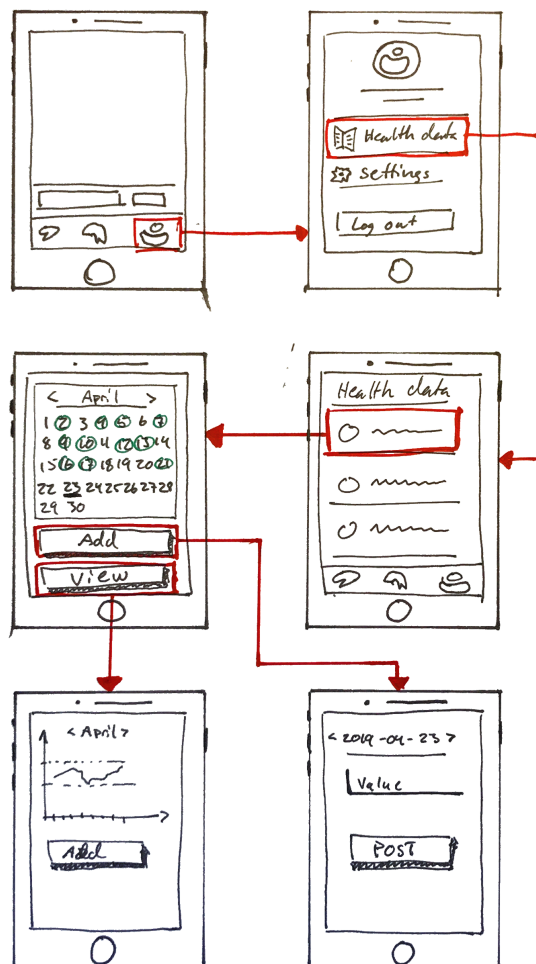 Health data
Settings
Log out
< April >
1 2 3 4 5 6 7
8 9 10 11 12 13 14
15 16 17 18 19 20 21
22 23 24 25 26 27 28
29 30
Add
View
Health data
< April >
Add
< 2019-04-23 >
Value
POST